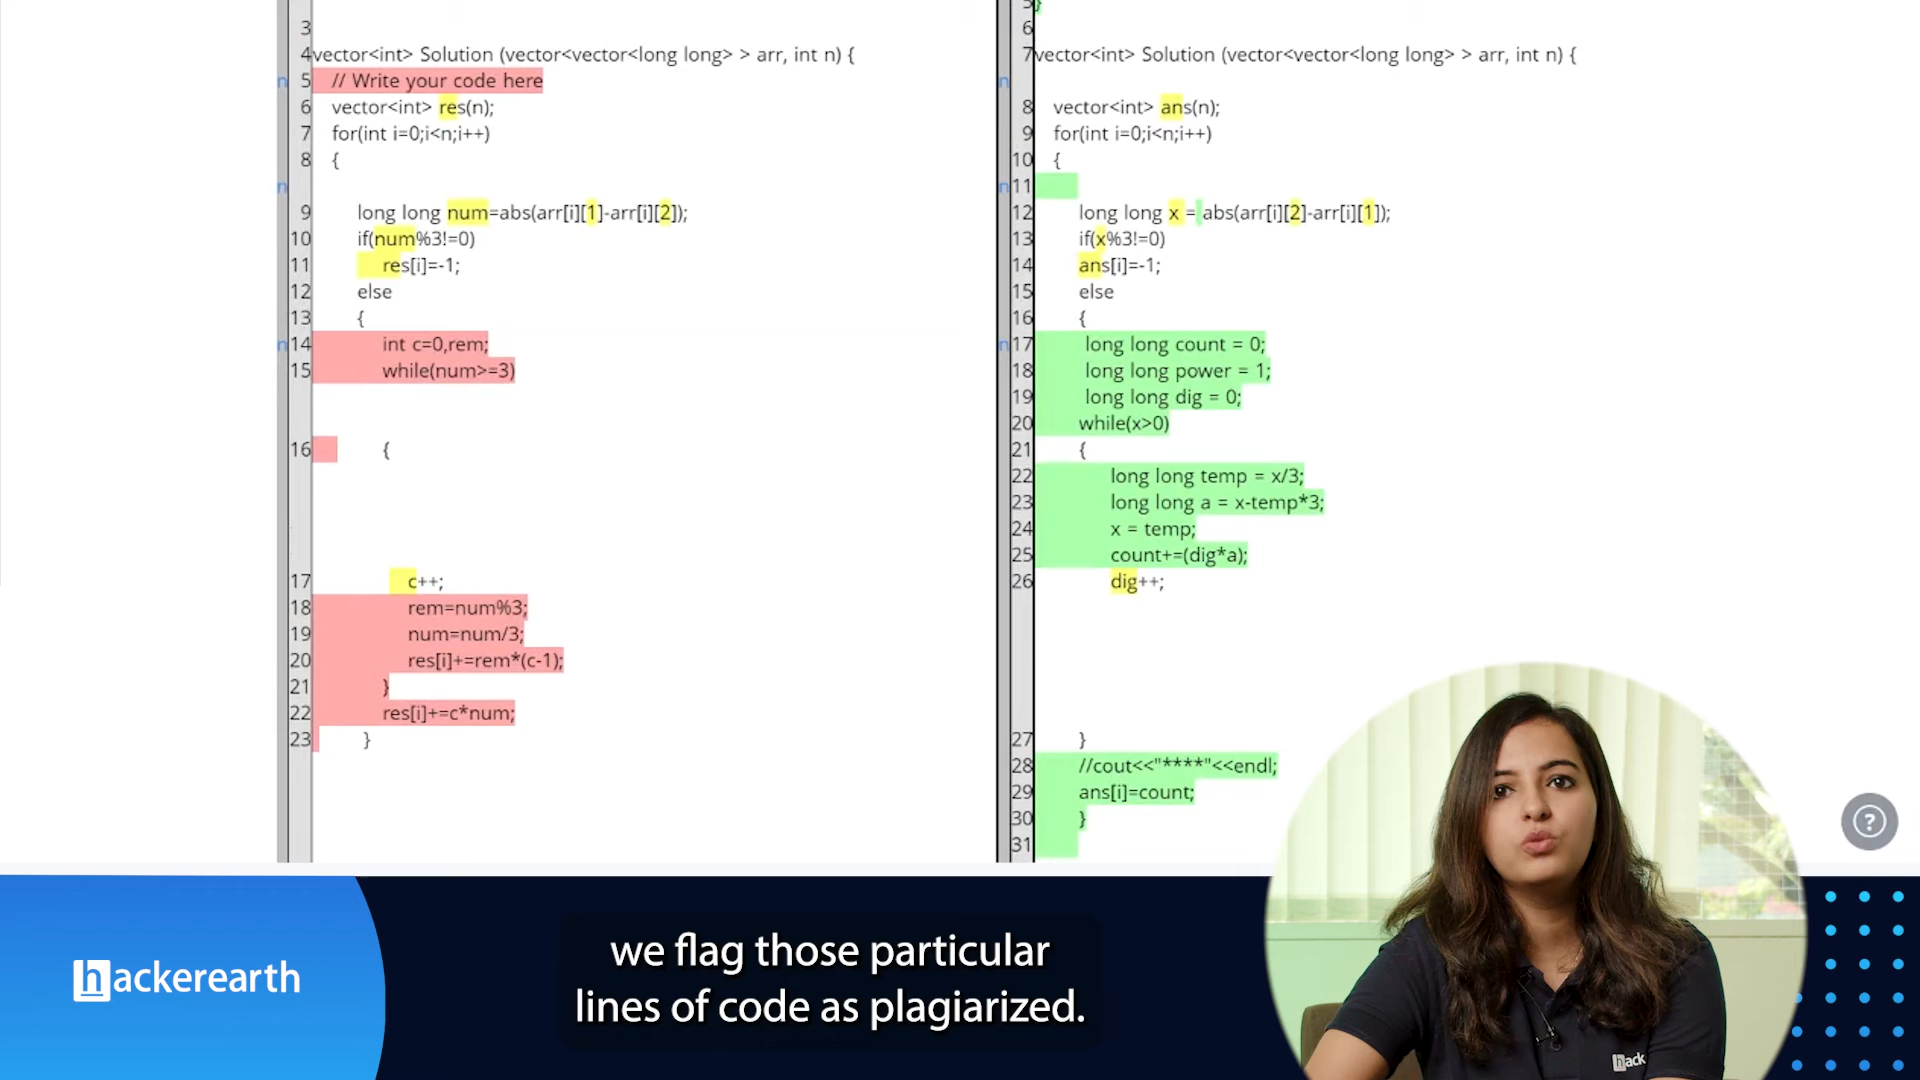 3
4 vector<int> Solution (vector<vector<long long> > arr, int n) {
n 5 // Write your code here
6 vector<int> res(n);
7 for(int i=0;i<n;i++)
8 {
n
9 long long num=abs(arr[i][1]-arr[i][2]);
10 if(num%3!=0)
11 res[i]=-1;
12 else
13 {
n 14 int c=0,rem;
15 while(num>=3)
16 {
17 c++;
18 rem=num%3;
19 num=num/3;
20 res[i]+=rem*(c-1);
21 }
22 res[i]+=c*num;
23 }
5 }
6
7 vector<int> Solution (vector<vector<long long> > arr, int n) {
n
8 vector<int> ans(n);
9 for(int i=0;i<n;i++)
10 {
n 11
12 long long x = abs(arr[i][2]-arr[i][1]);
13 if(x%3!=0)
14 ans[i]=-1;
15 else
16 {
n 17 long long count = 0;
18 long long power = 1;
19 long long dig = 0;
20 while(x>0)
21 {
22 long long temp = x/3;
23 long long a = x-temp*3;
24 x = temp;
25 count+=(dig*a);
26 dig++;
27 }
28 //cout<<"****"<<endl;
29 ans[i]=count;
30 }
31
?
hackerearth
we flag those particular
lines of code as plagiarized.
hack